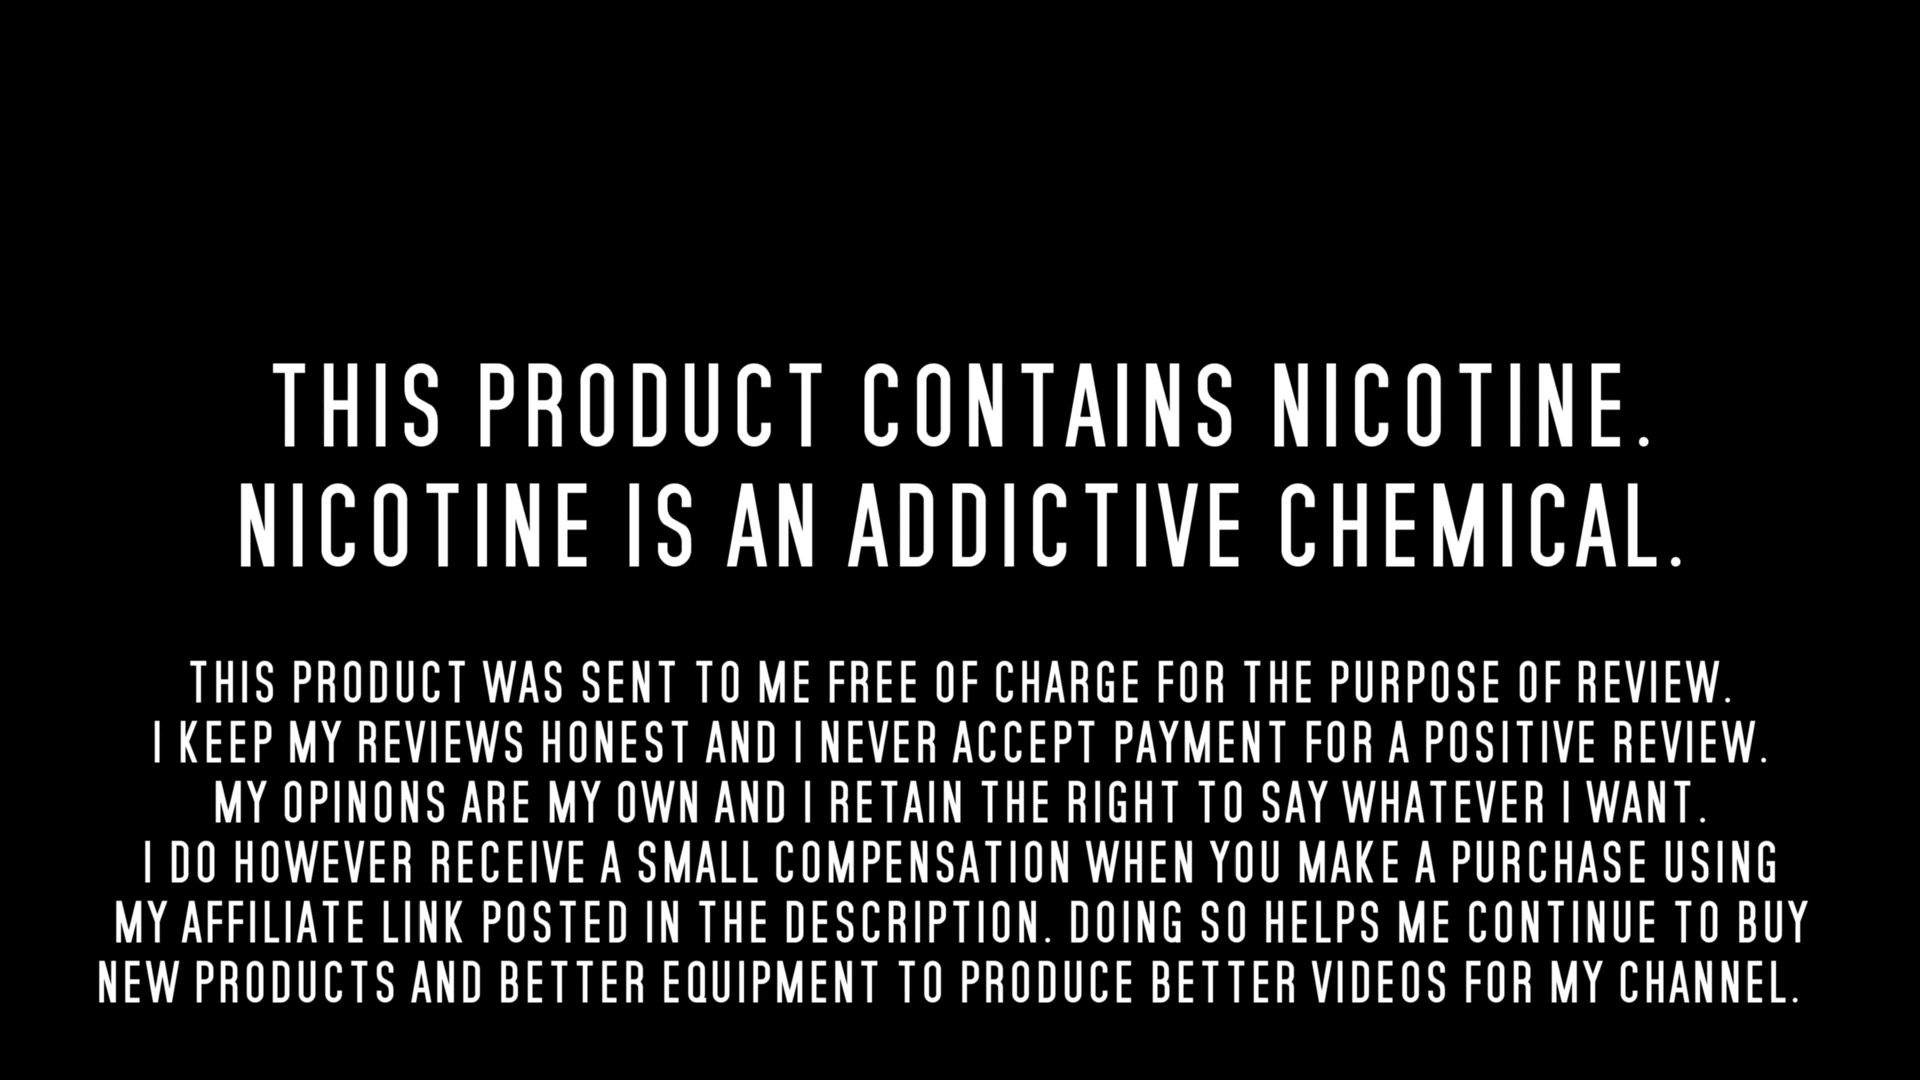 THIS PRODUCT CONTAINS NICOTINE.
NICOTINE IS AN ADDICTIVE CHEMICAL.
THIS PRODUCT WAS SENT TO ME FREE OF CHARGE FOR THE PURPOSE OF REVIEW.
I KEEP MY REVIEWS HONEST AND I NEVER ACCEPT PAYMENT FOR A POSITIVE REVIEW.
MY OPINONS ARE MY OWN AND I RETAIN THE RIGHT TO SAY WHATEVER I WANT.
I DO HOWEVER RECEIVE A SMALL COMPENSATION WHEN YOU MAKE A PURCHASE USING
MY AFFILIATE LINK POSTED IN THE DESCRIPTION. DOING SO HELPS ME CONTINUE TO BUY
NEW PRODUCTS AND BETTER EQUIPMENT TO PRODUCE BETTER VIDEOS FOR MY CHANNEL.